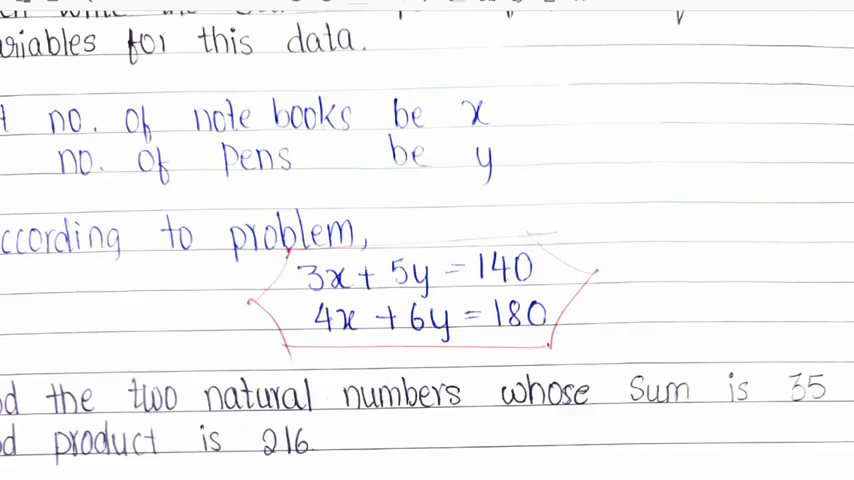 variables for this data.
no. of note books be x
no. of pens be y
ccording to problem,
3x + 5y = 140
4x + 6y = 180
d the two natural numbers whose sum is 35
d product is 216.